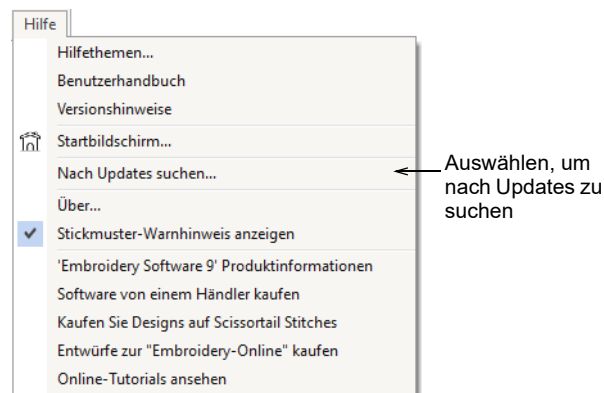 Hilfe
Hilfethemen...
Benutzerhandbuch
Versionshinweise
Startbildschirm...
Nach Updates suchen...
Über...
Stickmuster-Warnhinweis anzeigen
'Embroidery Software 9' Produktinformationen
Software von einem Händler kaufen
Kaufen Sie Designs auf Scissortail Stitches
Entwürfe zur "Embroidery-Online" kaufen
Online-Tutorials ansehen
Auswählen, um
nach Updates zu
suchen